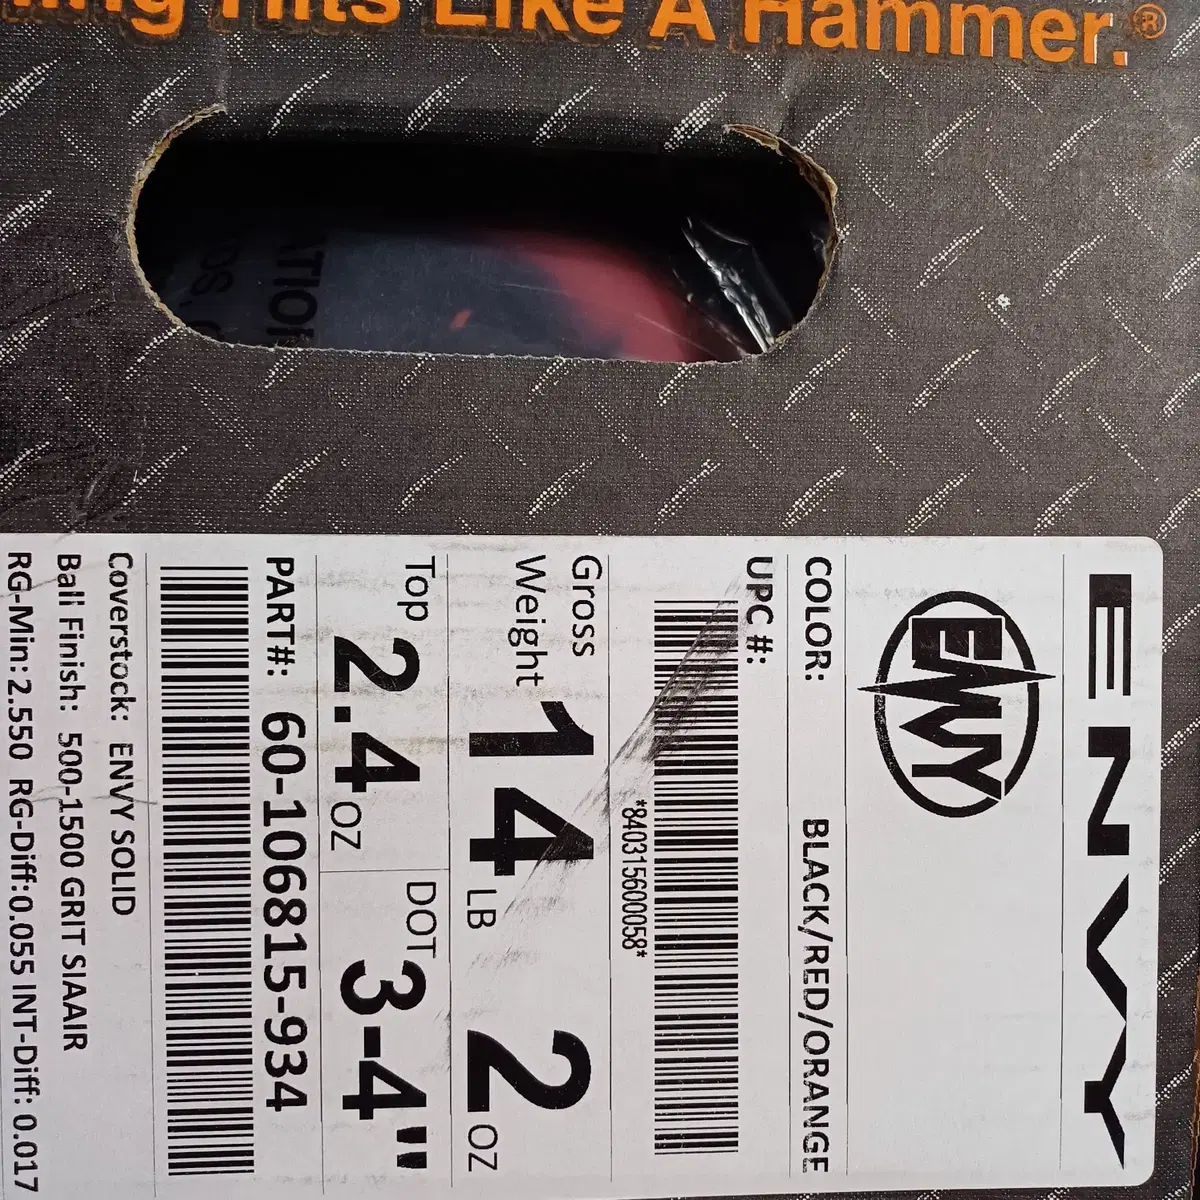 Hits Like A Hammer.®
ENVY
ENVY
COLOR: BLACK/RED/ORANGE
UPC #:
*840315600058*
Gross Weight 14 LB 2 OZ
Top 2.4 OZ DOT 3-4"
PART#: 60-106815-934
Coverstock: ENVY SOLID
Ball Finish: 500-1500 GRIT SIAAIR
RG-Min: 2.550 RG-Diff:0.055 INT-Diff: 0.017